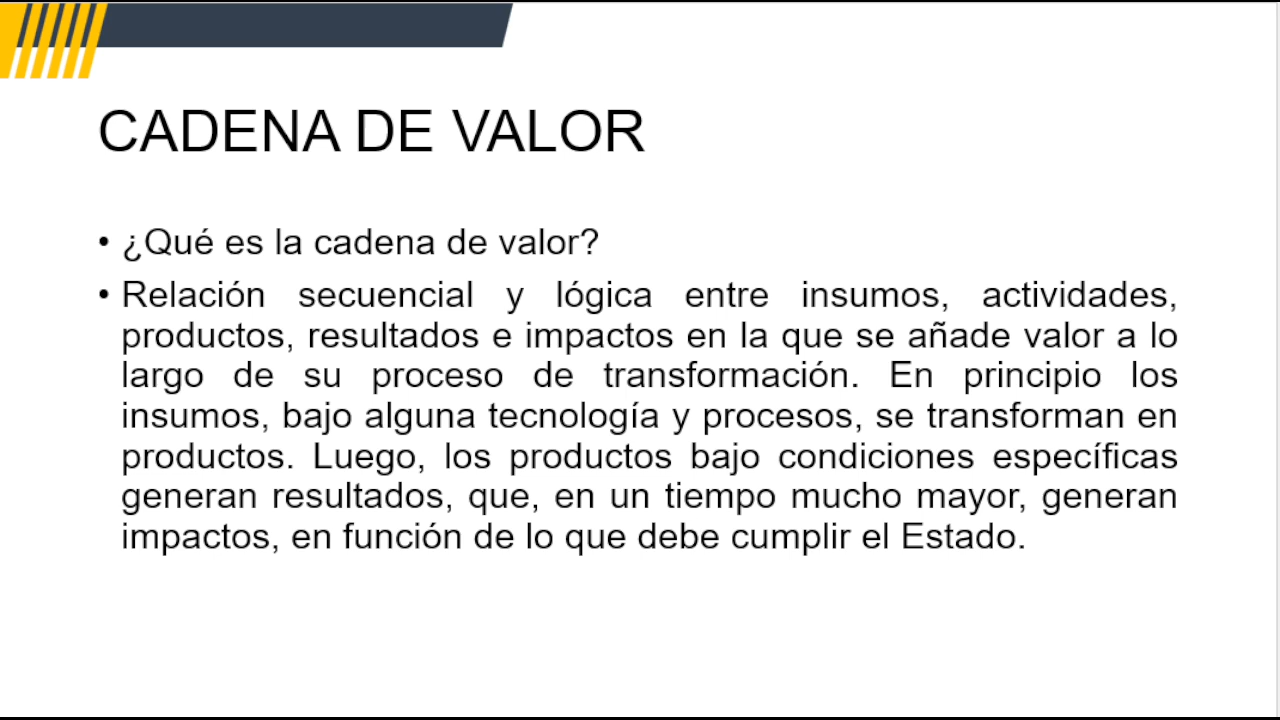 CADENA DE VALOR
• ¿Qué es la cadena de valor?
• Relación secuencial y lógica entre insumos, actividades,
productos, resultados e impactos en la que se añade valor a lo
largo de su proceso de transformación. En principio los
insumos, bajo alguna tecnología y procesos, se transforman en
productos. Luego, los productos bajo condiciones específicas
generan resultados, que, en un tiempo mucho mayor, generan
impactos, en función de lo que debe cumplir el Estado.